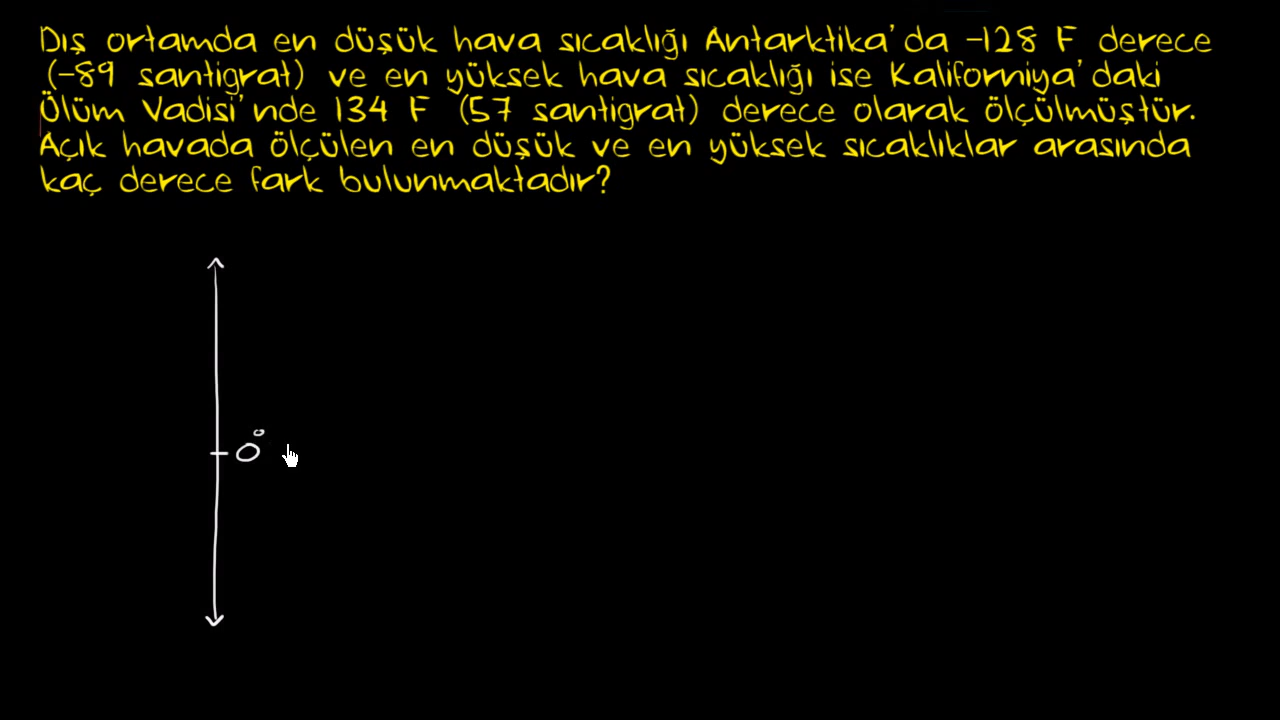 Dış ortamda en düşük hava sıcaklığı Antarktika'da -128 F derece
(-89 santigrat) ve en yüksek hava sıcaklığı ise Kaliforniya'daki
Ülüm Vadisi'nde 134 F (57 santigrat) derece olarak ölçülmüştür.
Açık havada ölçülen en düşük ve en yüksek sıcaklıklar arasında
kaç derece fark bulunmaktadır?
0°